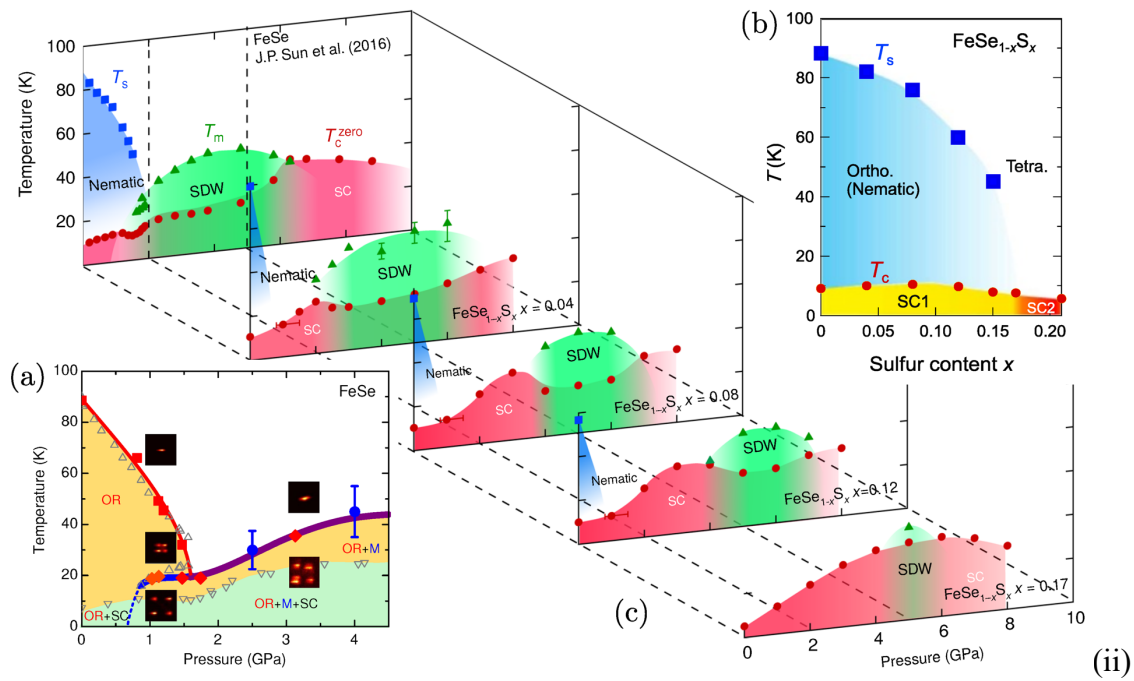 Temperature (K)
100
80
60
40
20
FeSe
J.P. Sun et al. (2016)
Ts
Tm
Tc zero
Nematic
SDW
SC
Nematic
SDW
SC
FeSe1−xSx x = 0.04
Nematic
SDW
SC
FeSe1−xSx x = 0.08
Nematic
SDW
SC
FeSe1-xSx x=0.12
SDW
SC
FeSe1−xSx x = 0.17
0
2
4
6
8
10
Pressure (GPa)
(c)
(b)
T(K)
100
80
60
40
20
0
FeSe1-xSx
Ts
Ortho.
(Nematic)
Tetra.
Tc
SC1
SC2
0 0.05 0.10 0.15 0.20
Sulfur content x
(a)
Temperature (K)
100
80
60
40
20
0
FeSe
OR
OR+M
OR+SC
OR+M+SC
0 1 2 3 4
Pressure (GPa)
(ii)